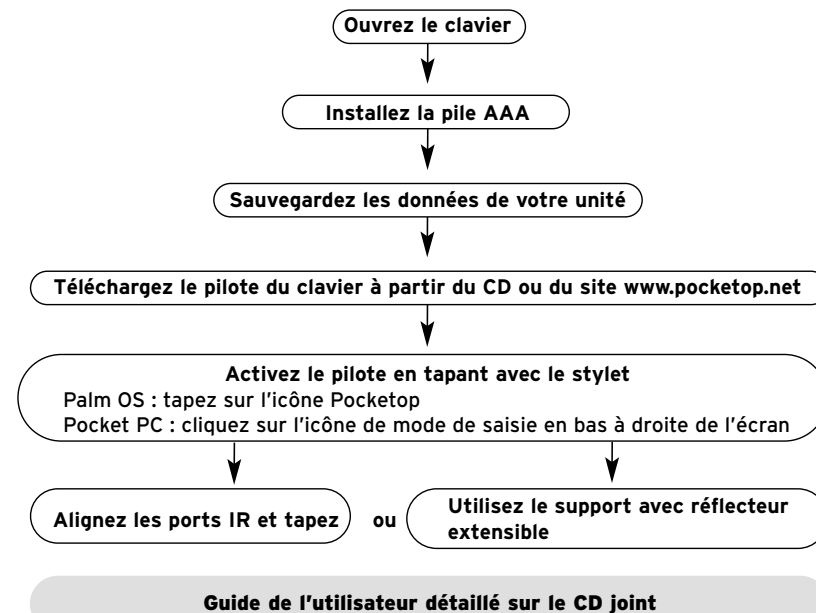 Ouvrez le clavier
Installez la pile AAA
Sauvegardez les données de votre unité
Téléchargez le pilote du clavier à partir du CD ou du site www.pocketop.net
Activez le pilote en tapant avec le stylet
Palm OS : tapez sur l'icône Pocketop
Pocket PC : cliquez sur l'icône de mode de saisie en bas à droite de l'écran
Alignez les ports IR et tapez
ou
Utilisez le support avec réflecteur
extensible
Guide de l'utilisateur détaillé sur le CD joint